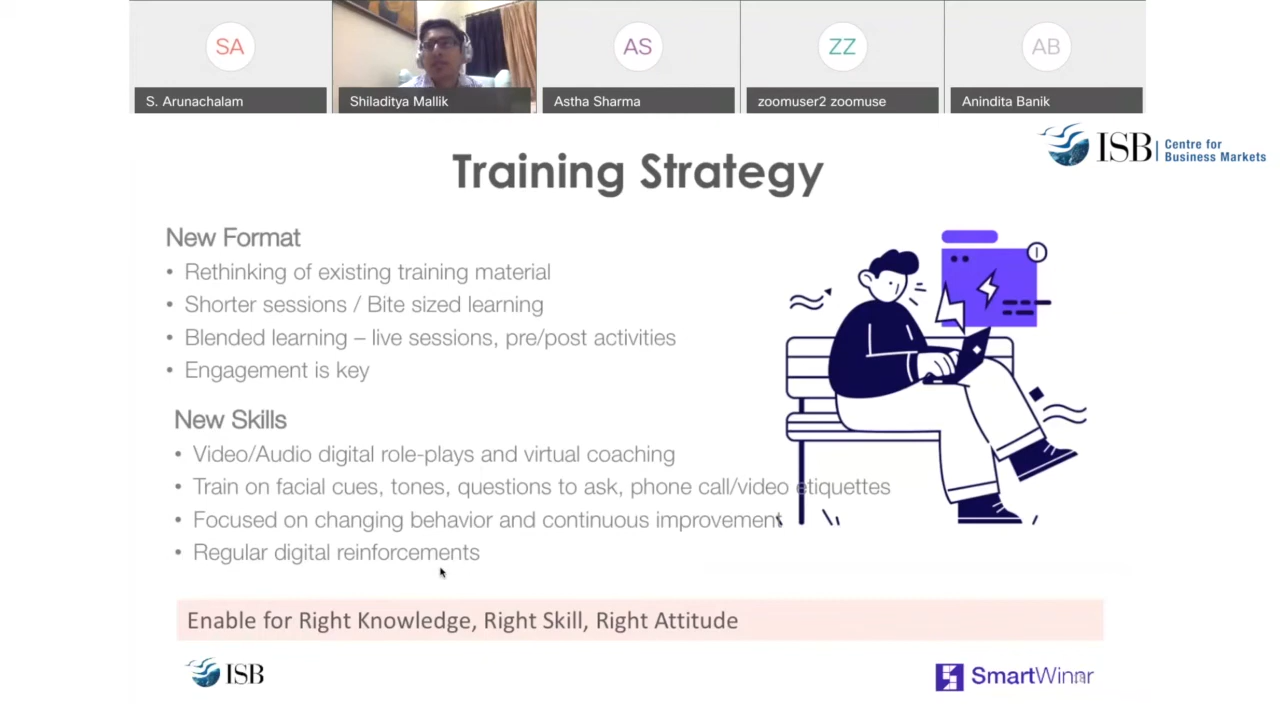 SA
AS
ZZ
AB
S. Arunachalam
Shiladitya Mallik
Astha Sharma
zoomuser2 zoomuse
Anindita Banik
ISB
Centre for
Business Markets
Training Strategy
New Format
• Rethinking of existing training material
• Shorter sessions / Bite sized learning
• Blended learning – live sessions, pre/post activities
• Engagement is key
New Skills
• Video/Audio digital role-plays and virtual coaching
• Train on facial cues, tones, questions to ask, phone call/video etiquettes
• Focused on changing behavior and continuous improvement
• Regular digital reinforcements
Enable for Right Knowledge, Right Skill, Right Attitude
ISB
SmartWinnr